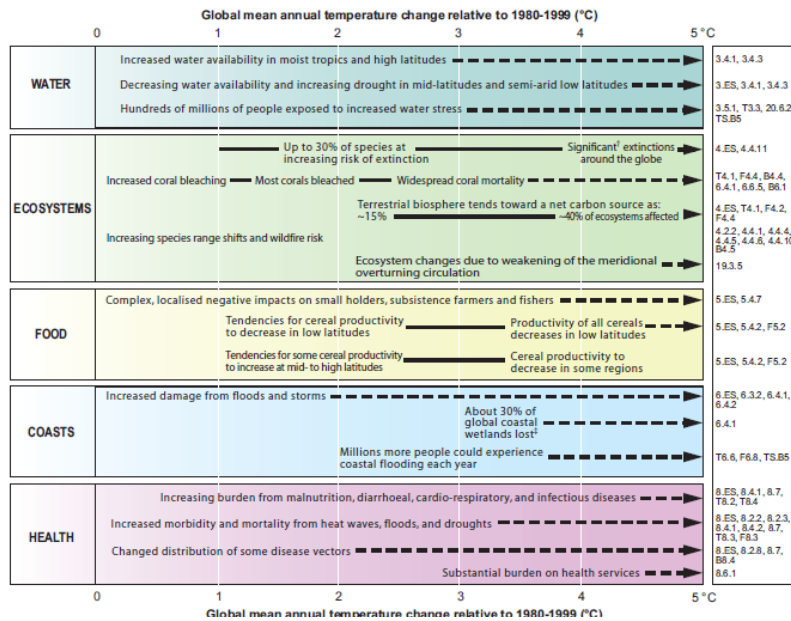 Global mean annual temperature change relative to 1980-1999 (°C)
0 1 2 3 4 5 °C
WATER
Increased water availability in moist tropics and high latitudes
3.4.1, 3.4.3
Decreasing water availability and increasing drought in mid-latitudes and semi-arid low latitudes
3.ES, 3.4.1, 3.4.3
Hundreds of millions of people exposed to increased water stress
3.5.1, T3.3, 20.6.2,
TS.B5
ECOSYSTEMS
Up to 30% of species at
increasing risk of extinction
Significant† extinctions
around the globe
4.ES, 4.4.11
Increased coral bleaching
Most corals bleached
Widespread coral mortality
T4.1, F4.4, B4.4,
6.4.1, 6.6.5, B6.1
Terrestrial biosphere tends toward a net carbon source as:
~15%
~40% of ecosystems affected
4.ES, T4.1, F4.2,
F4.4
Increasing species range shifts and wildfire risk
4.2.2, 4.4.1, 4.4.4,
4.4.5, 4.4.6, 4.4.10,
B4.5
Ecosystem changes due to weakening of the meridional
overturning circulation
19.3.5
FOOD
Complex, localised negative impacts on small holders, subsistence farmers and fishers
5.ES, 5.4.7
Tendencies for cereal productivity
to decrease in low latitudes
Productivity of all cereals
decreases in low latitudes
5.ES, 5.4.2, F5.2
Tendencies for some cereal productivity
to increase at mid- to high latitudes
Cereal productivity to
decrease in some regions
5.ES, 5.4.2, F5.2
COASTS
Increased damage from floods and storms
6.ES, 6.3.2, 6.4.1,
6.4.2
About 30% of
global coastal
wetlands lost‡
6.4.1
Millions more people could experience
coastal flooding each year
T6.6, F6.8, TS.B5
HEALTH
Increasing burden from malnutrition, diarrhoeal, cardio-respiratory, and infectious diseases
8.ES, 8.4.1, 8.7,
T8.2, T8.4
Increased morbidity and mortality from heat waves, floods, and droughts
8.ES, 8.2.2, 8.2.3,
8.4.1, 8.4.2, 8.7,
T8.3, F8.3
Changed distribution of some disease vectors
8.ES, 8.2.8, 8.7,
B8.4
Substantial burden on health services
8.6.1
0 1 2 3 4 5 °C
Global mean annual temperature change relative to 1980-1999 (°C)